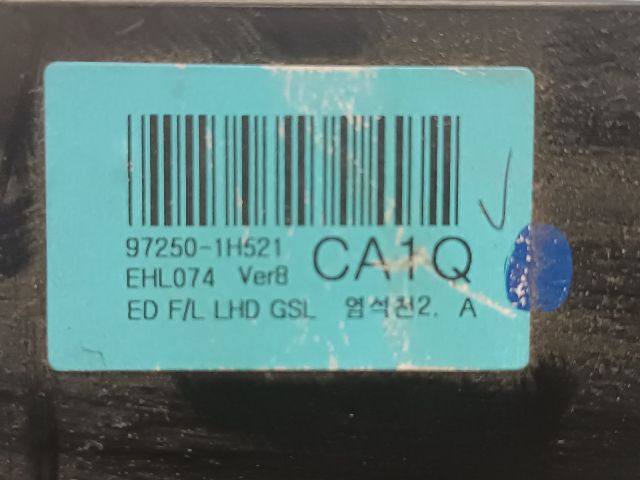 97250-1H521 CA1Q
EHL074 Ver8
ED F/L LHD GSL 염석천2. A